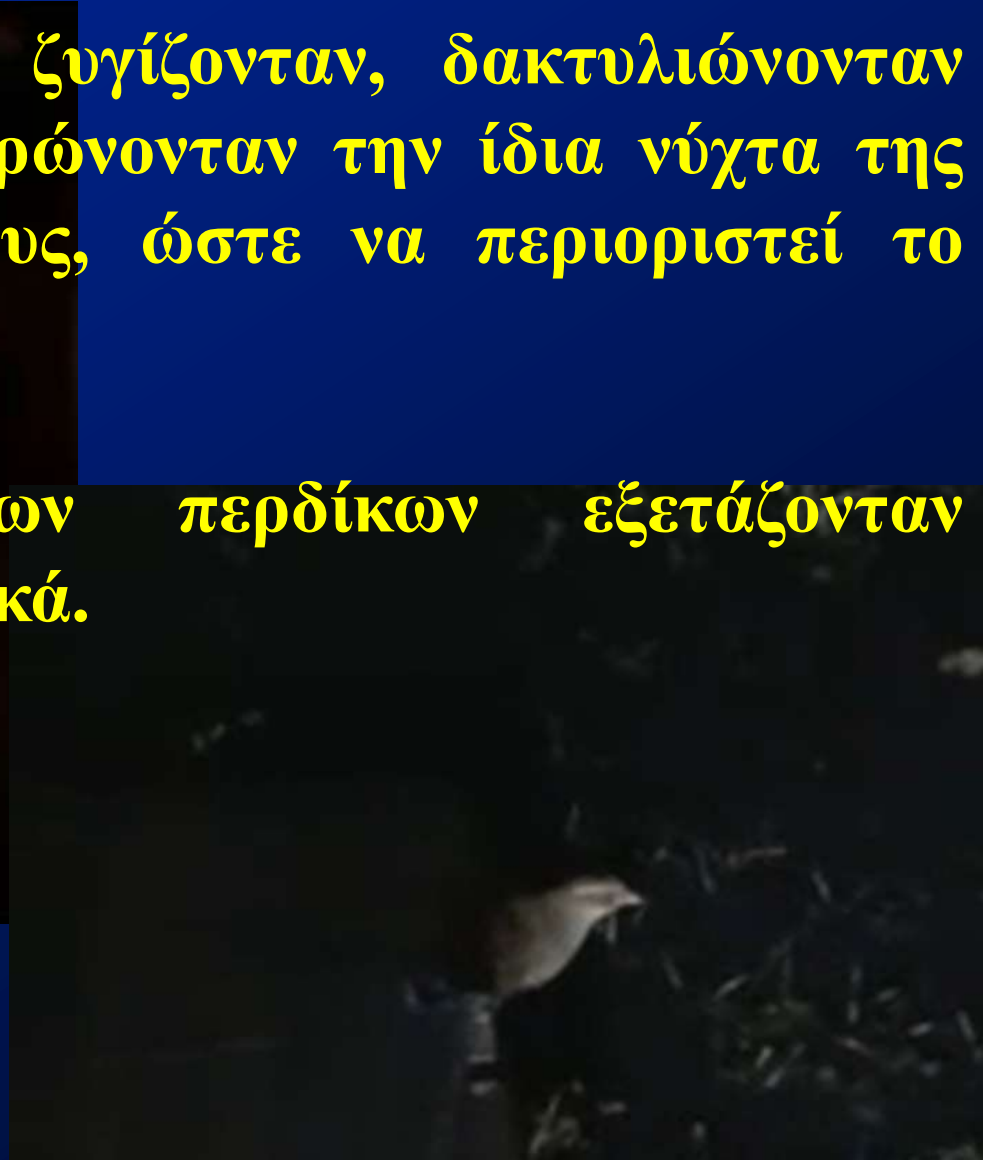 ζυγίζονταν, δακτυλιώνονταν
ρώνονταν την ίδια νύχτα της
υς, ώστε να περιοριστεί το
ων περδίκων εξετάζονταν
κά.